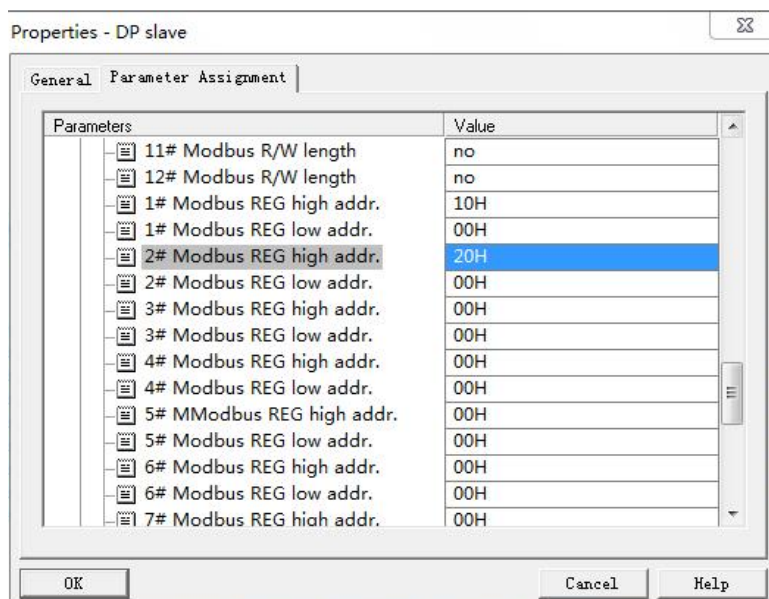 Properties - DP slave
General Parameter Assignment
Parameters Value
11# Modbus R/W length no
12# Modbus R/W length no
1# Modbus REG high addr. 10H
1# Modbus REG low addr. 00H
2# Modbus REG high addr. 20H
2# Modbus REG low addr. 00H
3# Modbus REG high addr. 00H
3# Modbus REG low addr. 00H
4# Modbus REG high addr. 00H
4# Modbus REG low addr. 00H
5# MModbus REG high addr. 00H
5# Modbus REG low addr. 00H
6# Modbus REG high addr. 00H
6# Modbus REG low addr. 00H
7# Modbus REG high addr. 00H
OK Cancel Help